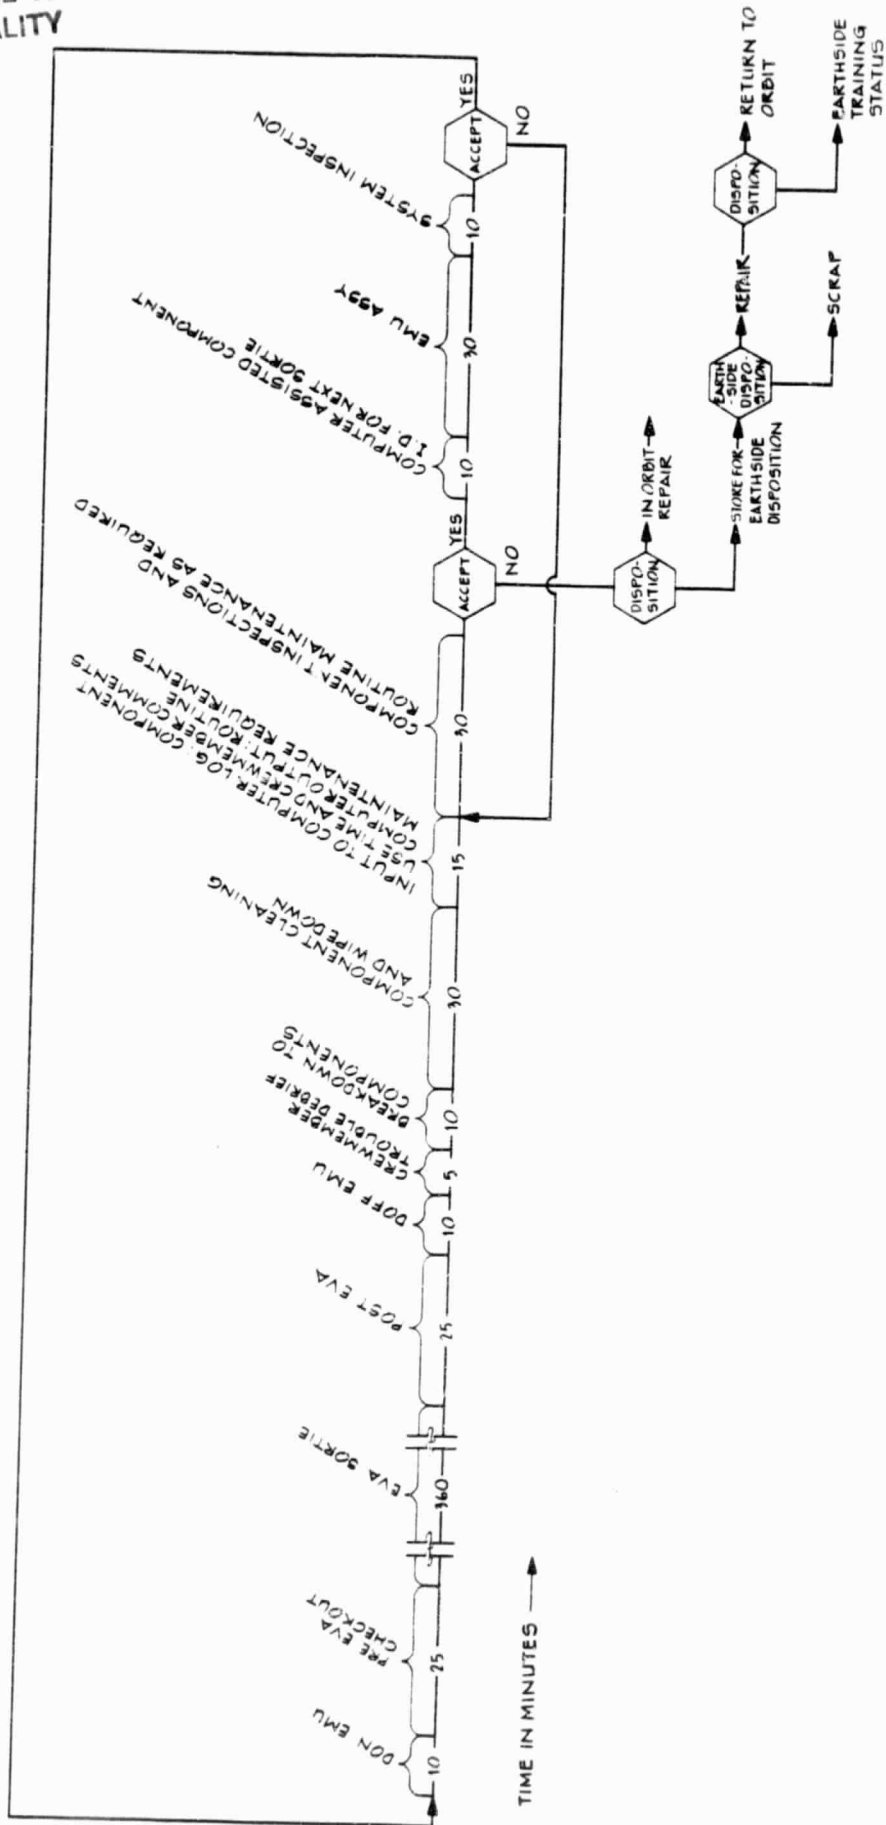 ALITY
DON EMU
10
PRE EVA
CHECKOUT
25
EVA SORTIE
360
POST EVA
25
DOFF EMU
10
CREWMEMBER
TROUBLE DEBRIEF
5
BREAKDOWN TO
COMPONENTS
10
COMPONENT CLEANING
AND WIPEDOWN
30
INPUT TO COMPUTER LOG: COMPONENT
USE TIME AND CREWMEMBER COMMENTS
COMPUTER OUTPUT: ROUTINE
MAINTENANCE REQUIREMENTS
15
COMPONENT INSPECTIONS AND
ROUTINE MAINTENANCE AS REQUIRED
30
ACCEPT
YES
NO
COMPUTER ASSISTED COMPONENT
I.D. FOR NEXT SORTIE
10
EMU ASSY
30
SYSTEM INSPECTION
10
ACCEPT
YES
NO
DISPO-
SITION
IN ORBIT
REPAIR
STORE FOR
EARTHSIDE
DISPOSITION
EARTH
-SIDE
DISPO-
SITION
REPAIR
SCRAP
DISPO-
SITION
RETURN TO
ORBIT
EARTHSIDE
TRAINING
STATUS
TIME IN MINUTES